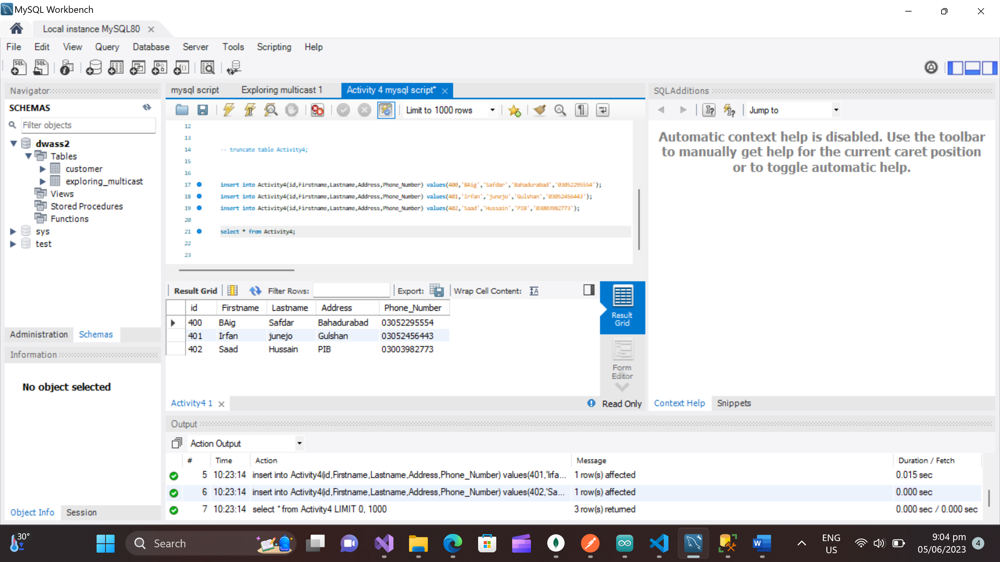 MySQL Workbench
Local instance MySQL80
File Edit View Query Database Server Tools Scripting Help
Navigator
SCHEMAS
Filter objects
dwass2
Tables
customer
exploring_multicast
Views
Stored Procedures
Functions
sys
test
Administration Schemas
Information
No object selected
Object Info Session
mysql script Exploring multicast 1 Activity 4 mysql script*
Limit to 1000 rows
12
13
14 -- truncate table Activity4;
15
16
17 insert into Activity4(id,Firstname,Lastname,Address,Phone_Number) values(400,'BAig','Safdar','Bahadurabad','03052295554');
18 insert into Activity4(id,Firstname,Lastname,Address,Phone_Number) values(401,'Irfan','junejo','Gulshan','03052456443');
19 insert into Activity4(id,Firstname,Lastname,Address,Phone_Number) values(402,'Saad','Hussain','PIB','03003982773');
20
21 select * from Activity4;
22
23
Result Grid Filter Rows: Export: Wrap Cell Content:
id Firstname Lastname Address Phone_Number
400 BAig Safdar Bahadurabad 03052295554
401 Irfan junejo Gulshan 03052456443
402 Saad Hussain PIB 03003982773
Result
Grid
Form
Editor
Activity4 1
Read Only
SQLAdditions
Jump to
Automatic context help is disabled. Use the toolbar
to manually get help for the current caret position
or to toggle automatic help.
Context Help Snippets
Output
Action Output
# Time Action Message Duration / Fetch
5 10:23:14 insert into Activity4(id,Firstname,Lastname,Address,Phone_Number) values(401,'Irfa... 1 row(s) affected 0.015 sec
6 10:23:14 insert into Activity4(id,Firstname,Lastname,Address,Phone_Number) values(402,'Sa... 1 row(s) affected 0.000 sec
7 10:23:14 select * from Activity4 LIMIT 0, 1000 3 row(s) returned 0.000 sec / 0.000 sec
30°
Search
ENG
US
9:04 pm
05/06/2023
4